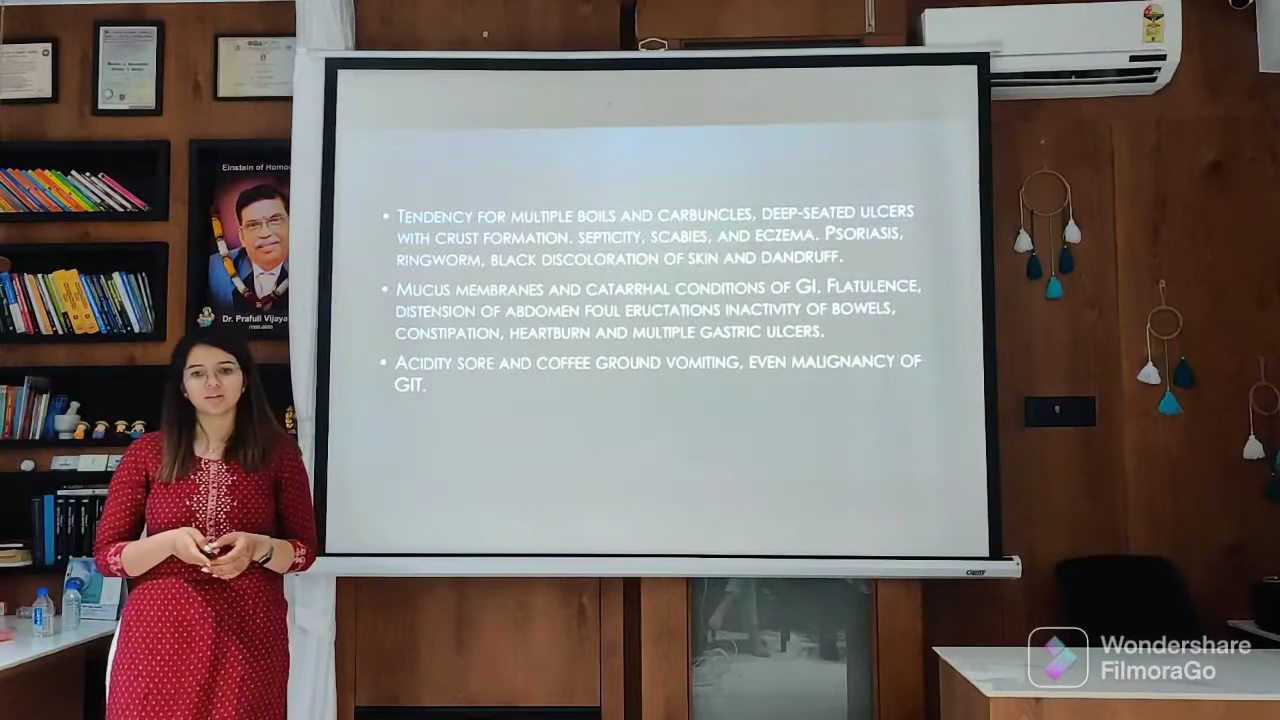 Einstein of Homo
Dr. Prafull Vijaya
• TENDENCY FOR MULTIPLE BOILS AND CARBUNCLES, DEEP-SEATED ULCERS
WITH CRUST FORMATION. SEPTICITY, SCABIES, AND ECZEMA. PSORIASIS,
RINGWORM, BLACK DISCOLORATION OF SKIN AND DANDRUFF.
• MUCUS MEMBRANES AND CATARRHAL CONDITIONS OF GI. FLATULENCE,
DISTENSION OF ABDOMEN FOUL ERUCTATIONS INACTIVITY OF BOWELS,
CONSTIPATION, HEARTBURN AND MULTIPLE GASTRIC ULCERS.
• ACIDITY SORE AND COFFEE GROUND VOMITING, EVEN MALIGNANCY OF
GIT.
Wondershare
FilmoraGo